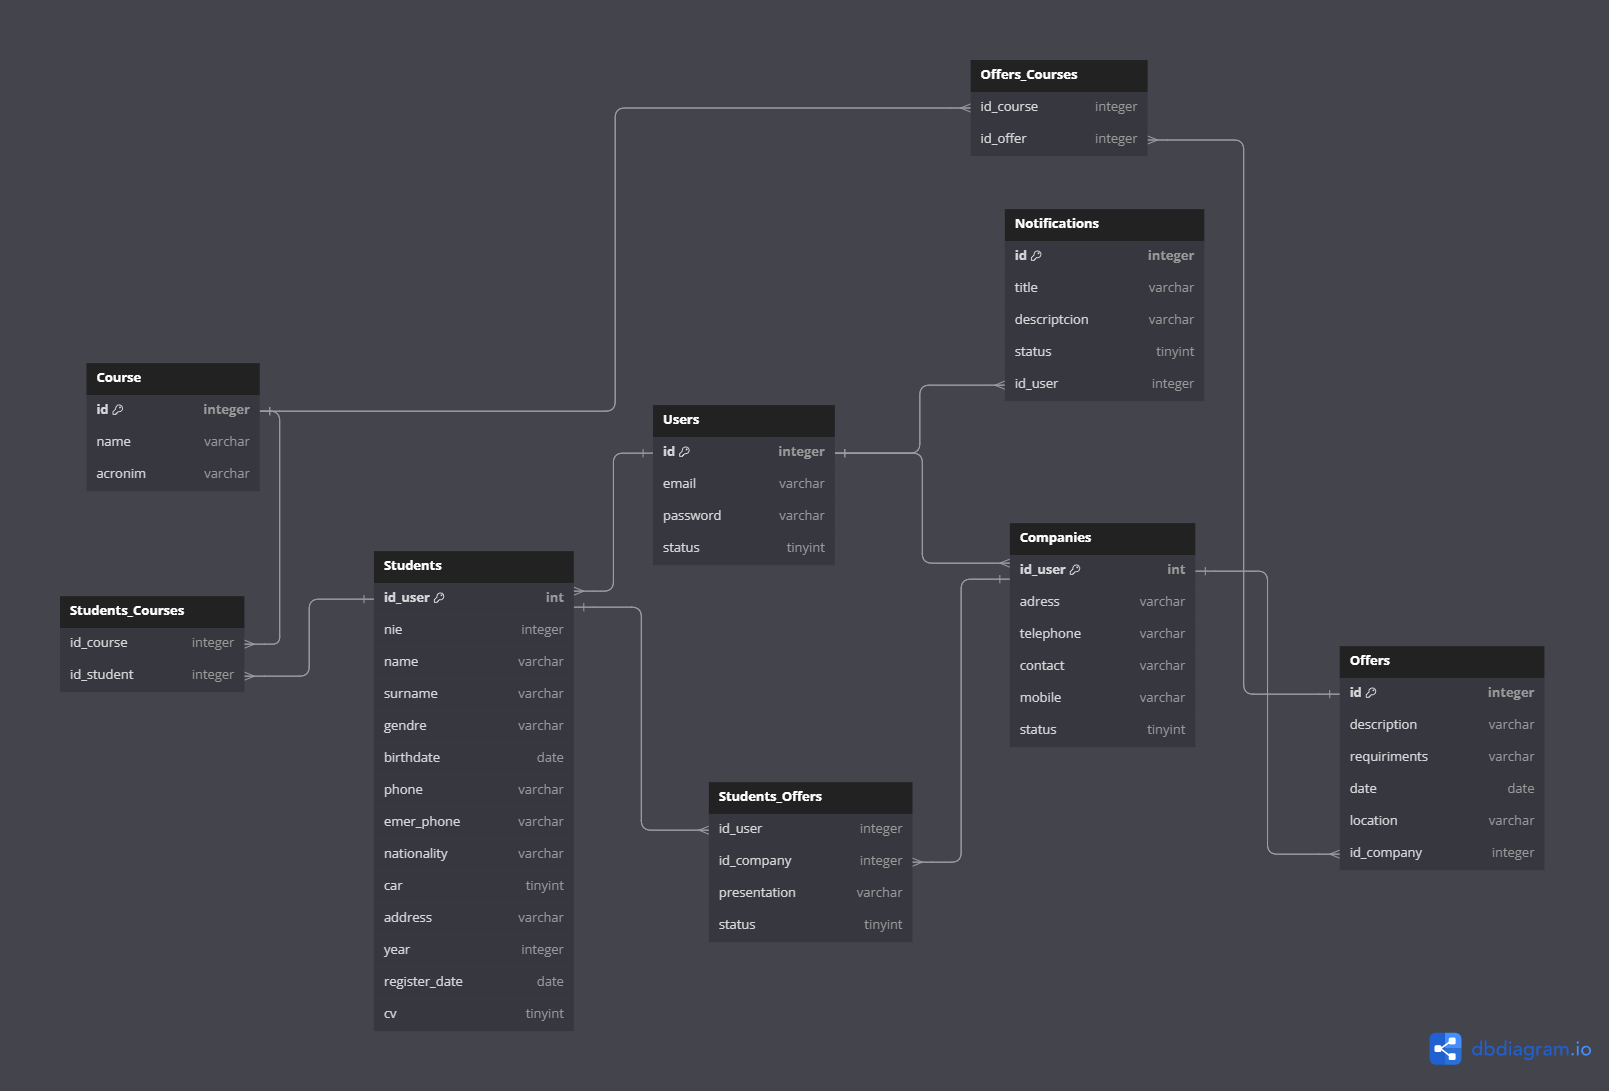 Offers_Courses
id_course integer
id_offer integer
Notifications
id integer
title varchar
descriptcion varchar
status tinyint
id_user integer
Course
id integer
name varchar
acronim varchar
Users
id integer
email varchar
password varchar
status tinyint
Companies
id_user int
adress varchar
telephone varchar
contact varchar
mobile varchar
status tinyint
Students
id_user int
nie integer
name varchar
surname varchar
gendre varchar
birthdate date
phone varchar
emer_phone varchar
nationality varchar
car tinyint
address varchar
year integer
register_date date
cv tinyint
Students_Courses
id_course integer
id_student integer
Offers
id integer
description varchar
requiriments varchar
date date
location varchar
id_company integer
Students_Offers
id_user integer
id_company integer
presentation varchar
status tinyint
dbdiagram.io